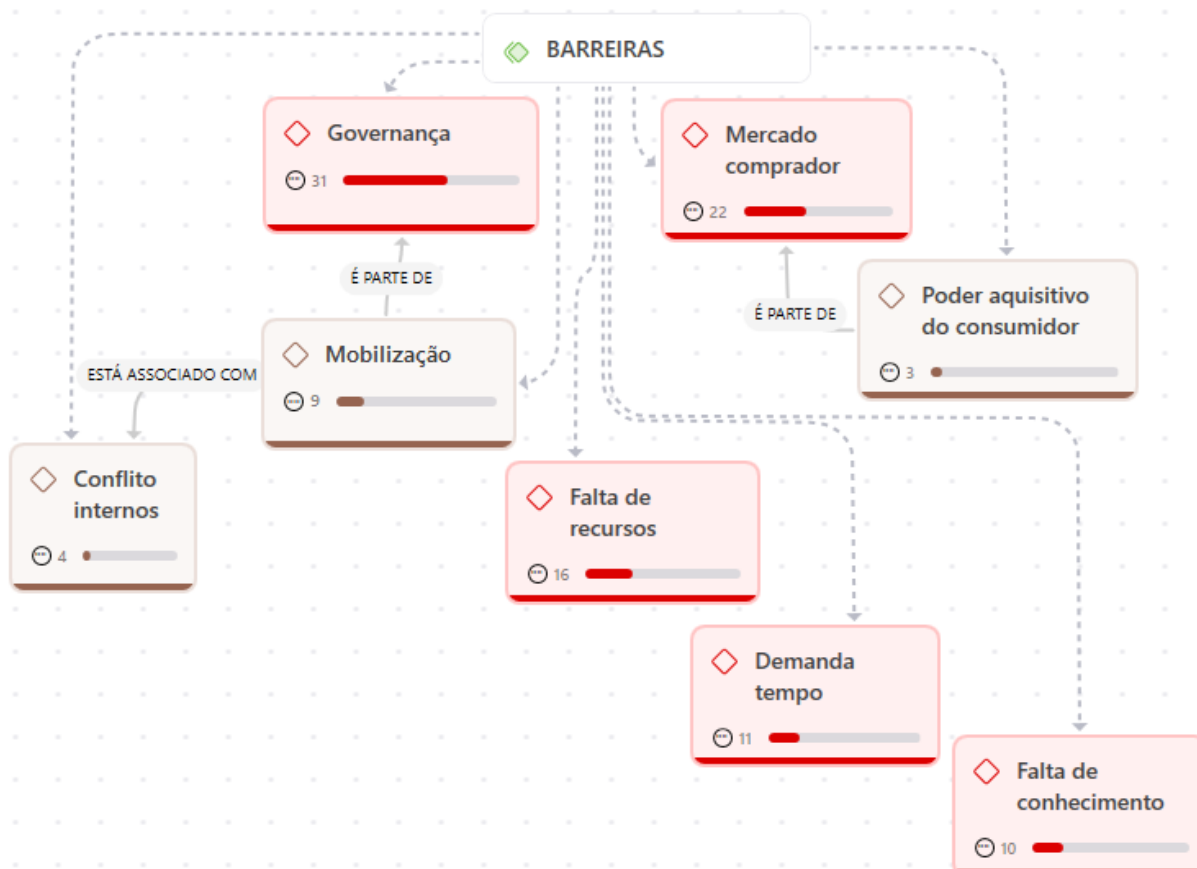 BARREIRAS
Governança
31
Mercado
comprador
22
É PARTE DE
Poder aquisitivo
do consumidor
3
É PARTE DE
Mobilização
9
ESTÁ ASSOCIADO COM
Conflito
internos
4
Falta de
recursos
16
Demanda
tempo
11
Falta de
conhecimento
10